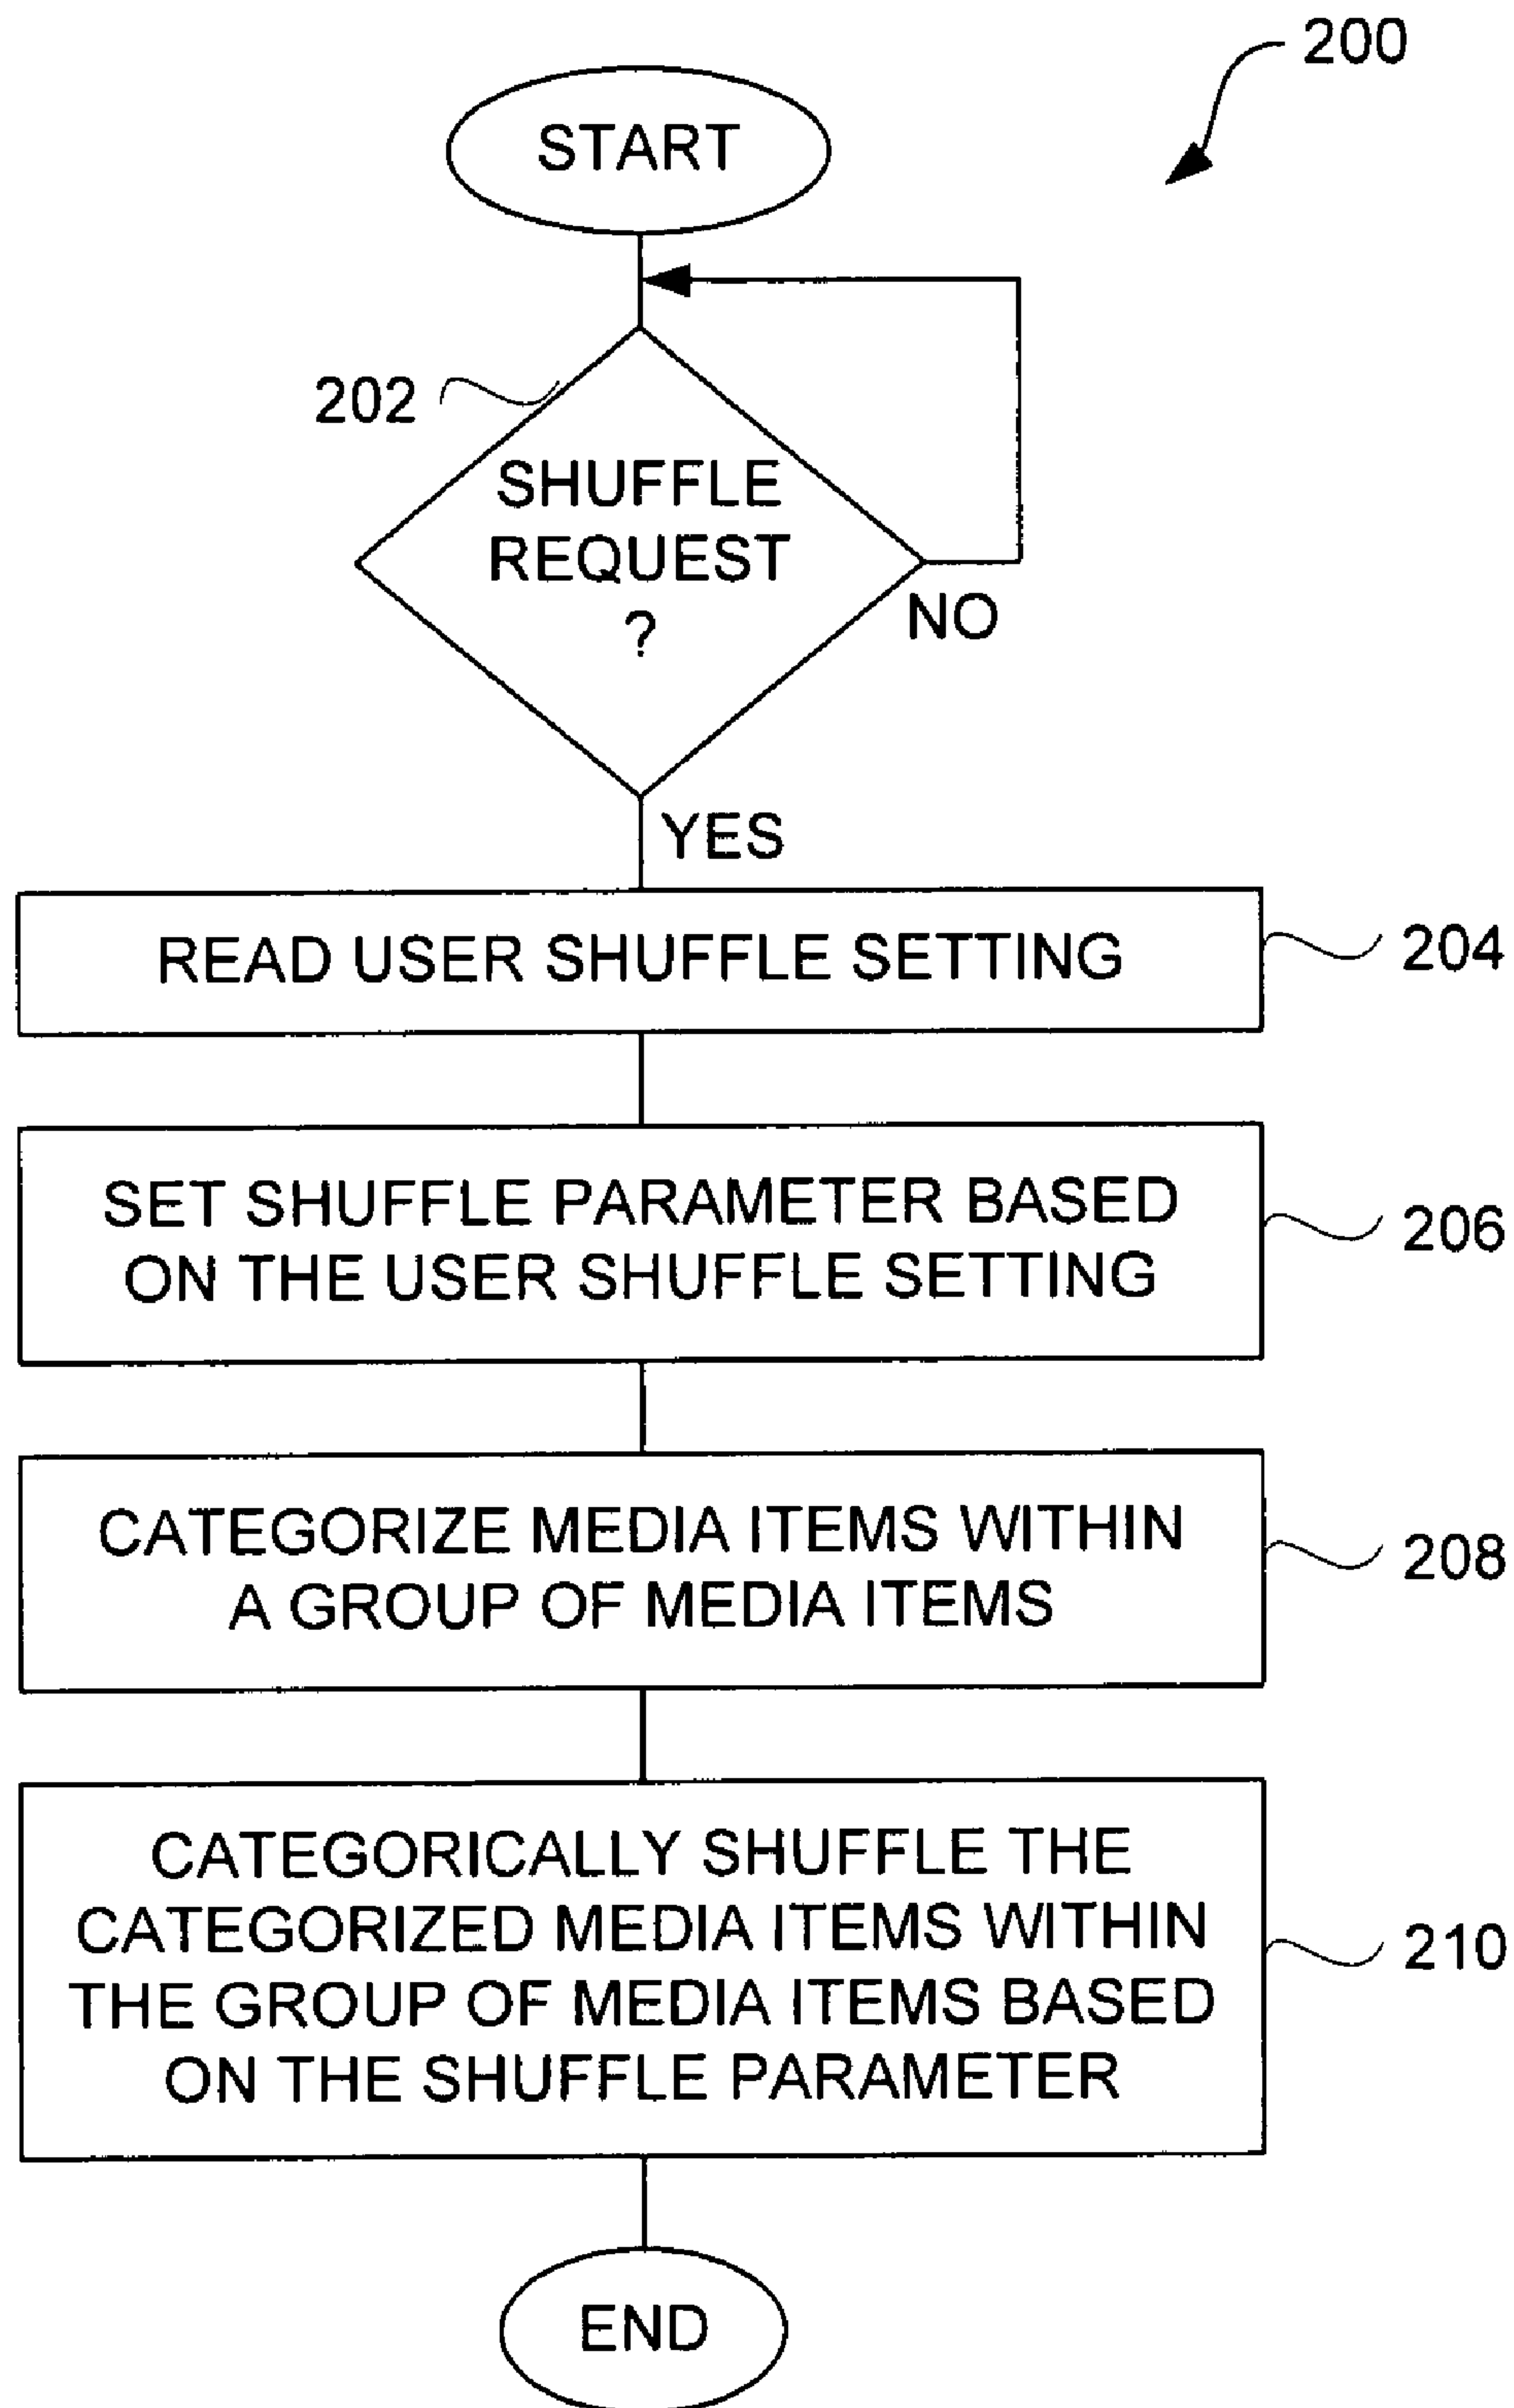 200
START
202
SHUFFLE
REQUEST
?
NO
YES
READ USER SHUFFLE SETTING
204
SET SHUFFLE PARAMETER BASED
ON THE USER SHUFFLE SETTING
206
CATEGORIZE MEDIA ITEMS WITHIN
A GROUP OF MEDIA ITEMS
208
CATEGORICALLY SHUFFLE THE
CATEGORIZED MEDIA ITEMS WITHIN
THE GROUP OF MEDIA ITEMS BASED
ON THE SHUFFLE PARAMETER
210
END